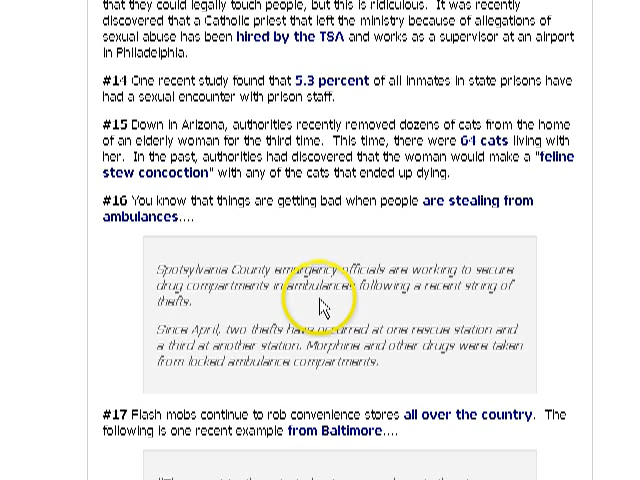 that they could legally touch people, but this is ridiculous.  It was recently
discovered that a Catholic priest that left the ministry because of allegations of
sexual abuse has been hired by the TSA and works as a supervisor at an airport
in Philadelphia.
#14 One recent study found that 5.3 percent of all inmates in state prisons have
had a sexual encounter with prison staff.
#15 Down in Arizona, authorities recently removed dozens of cats from the home
of an elderly woman for the third time.  This time, there were 64 cats living with
her.  In the past, authorities had discovered that the woman would make a "feline
stew concoction" with any of the cats that ended up dying.
#16 You know that things are getting bad when people are stealing from
ambulances....
Spotsylvania County emergency officials are working to secure
drug compartments in ambulances following a recent string of
thefts.
Since April, two thefts have occurred at one rescue station and
a third at another station. Morphine and other drugs were taken
from locked ambulance compartments.
#17 Flash mobs continue to rob convenience stores all over the country.  The
following is one recent example from Baltimore....